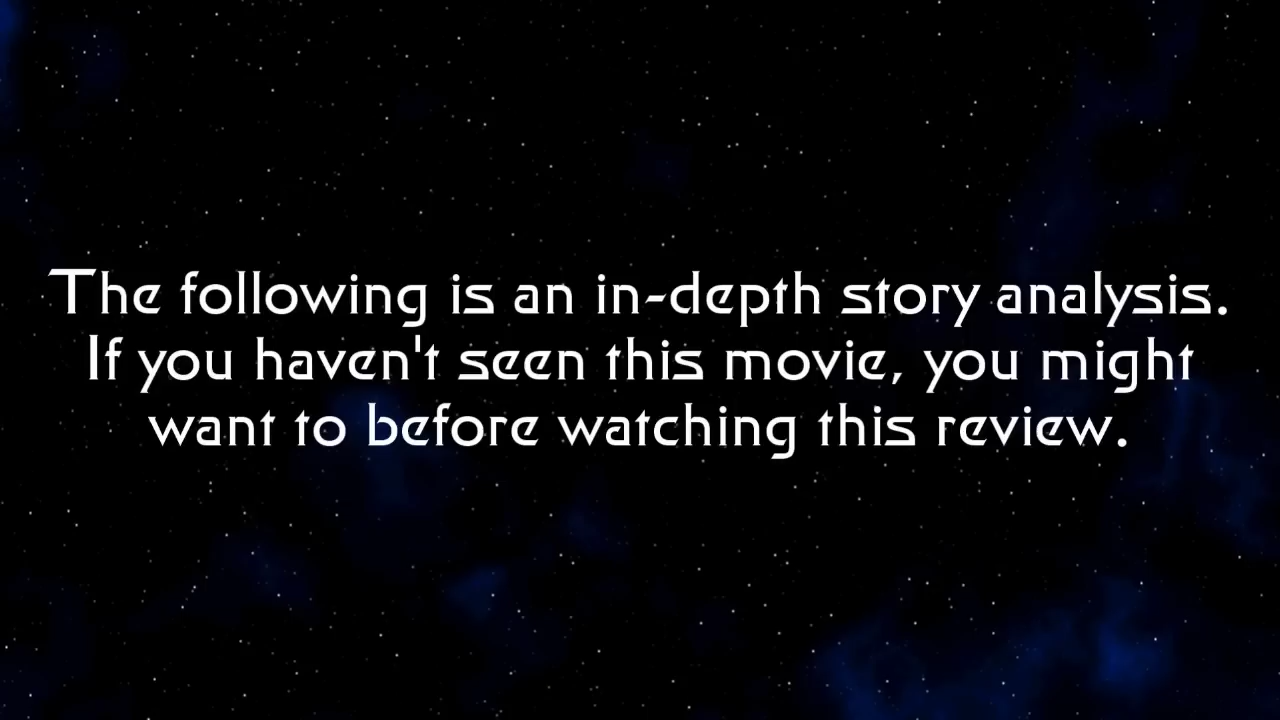 The following is an in-depth story analysis.
If you haven't seen this movie, you might
want to before watching this review.